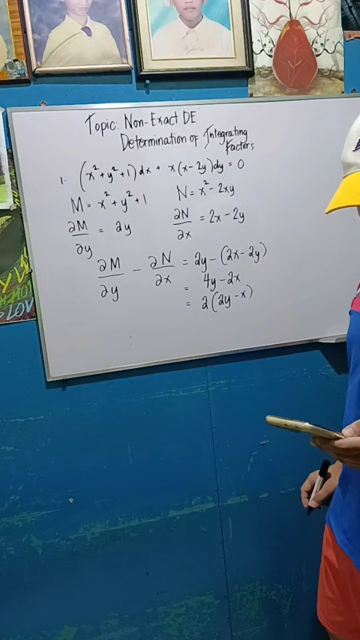 Topic: Non-Exact DE
Determination of Integrating
Factors
1. (x²+y²+1)dx + x(x-2y)dy = 0
M = x²+y²+1 N = x²-2xy
∂M/∂y = 2y ∂N/∂x = 2x-2y
∂M/∂y - ∂N/∂x = 2y-(2x-2y)
= 4y-2x
= 2(2y-x)